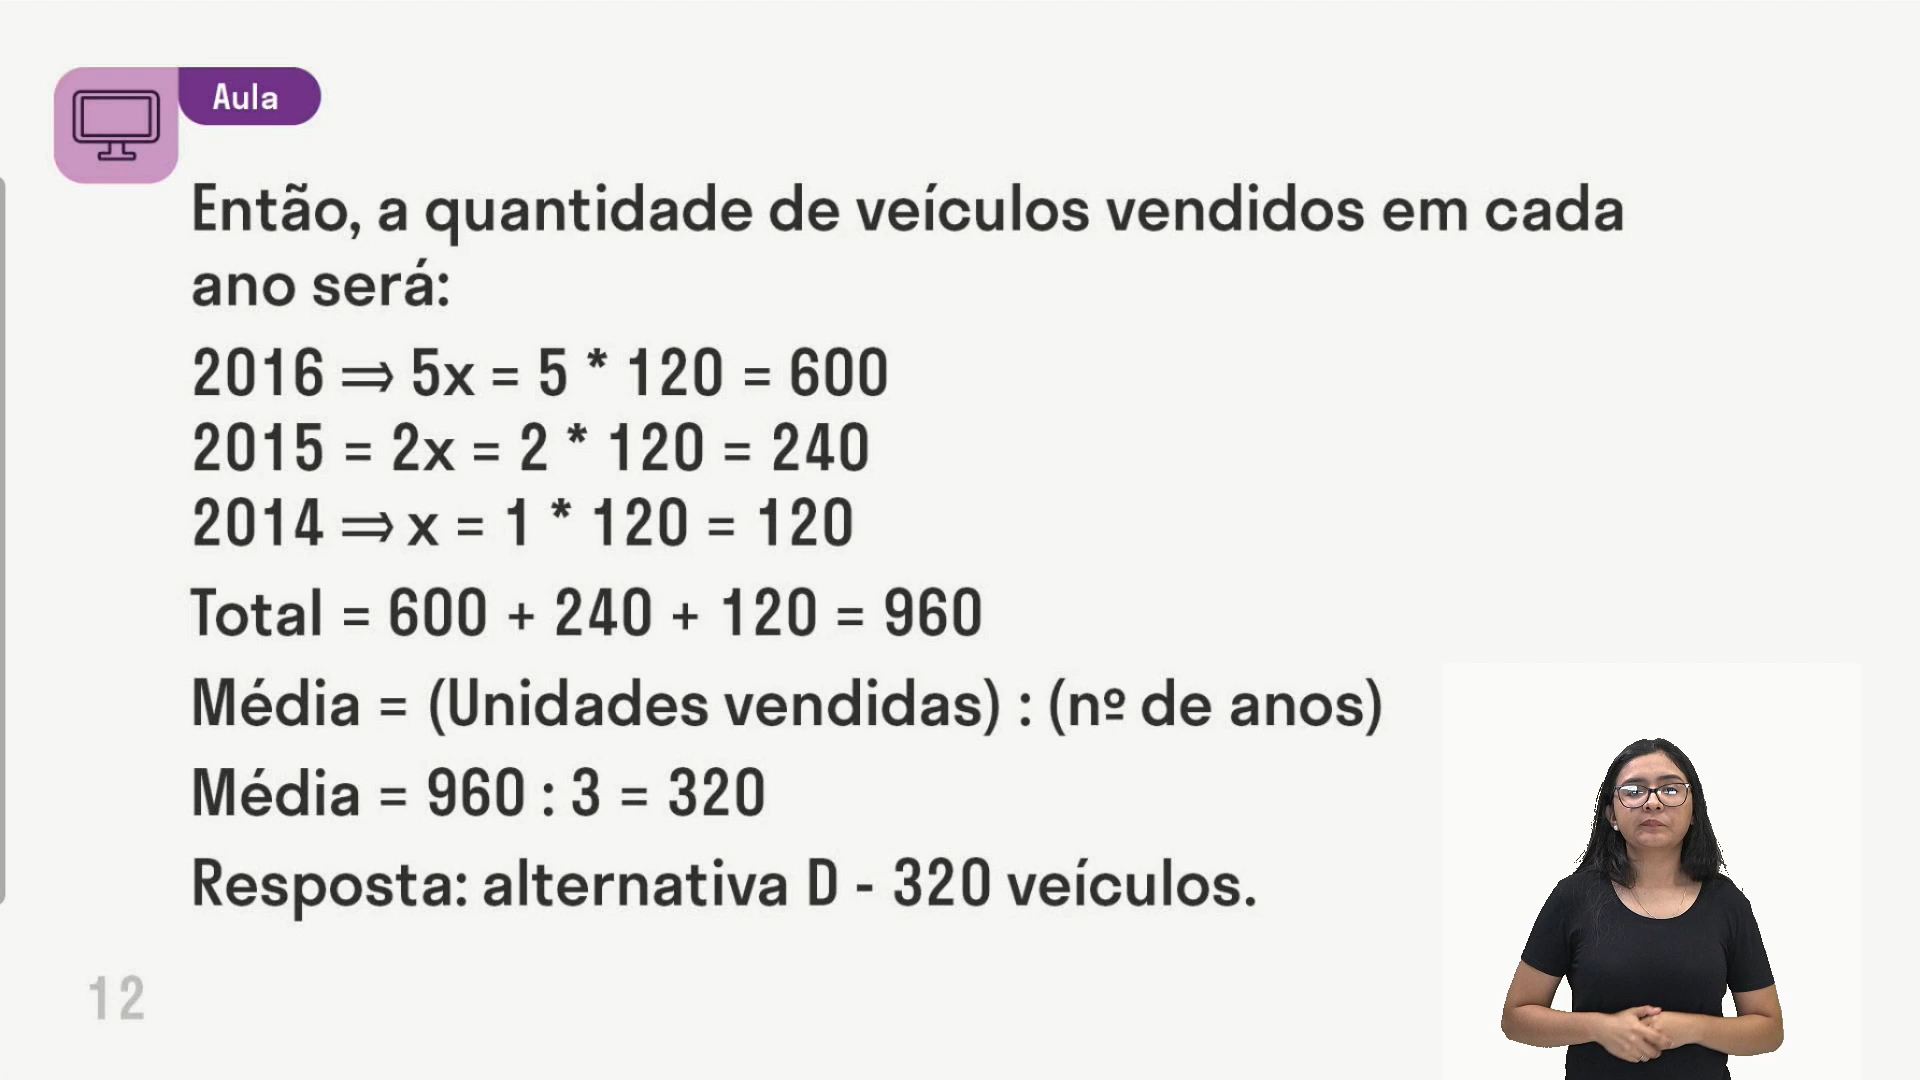 Aula
Então, a quantidade de veículos vendidos em cada
ano será:
2016 ⇒ 5x = 5 * 120 = 600
2015 = 2x = 2 * 120 = 240
2014 ⇒ x = 1 * 120 = 120
Total = 600 + 240 + 120 = 960
Média = (Unidades vendidas) : (nº de anos)
Média = 960 : 3 = 320
Resposta: alternativa D - 320 veículos.
12